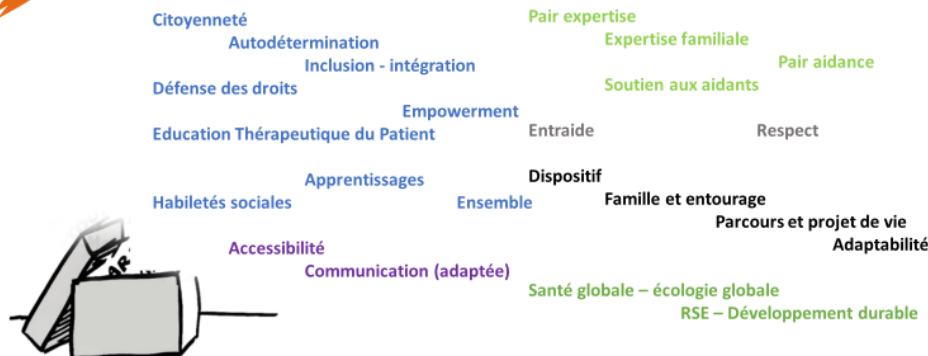 Citoyenneté
Autodétermination
Inclusion - intégration
Défense des droits
Empowerment
Education Thérapeutique du Patient
Apprentissages
Habiletés sociales
Ensemble
Accessibilité
Communication (adaptée)
Pair expertise
Expertise familiale
Pair aidance
Soutien aux aidants
Entraide
Respect
Dispositif
Famille et entourage
Parcours et projet de vie
Adaptabilité
Santé globale – écologie globale
RSE – Développement durable